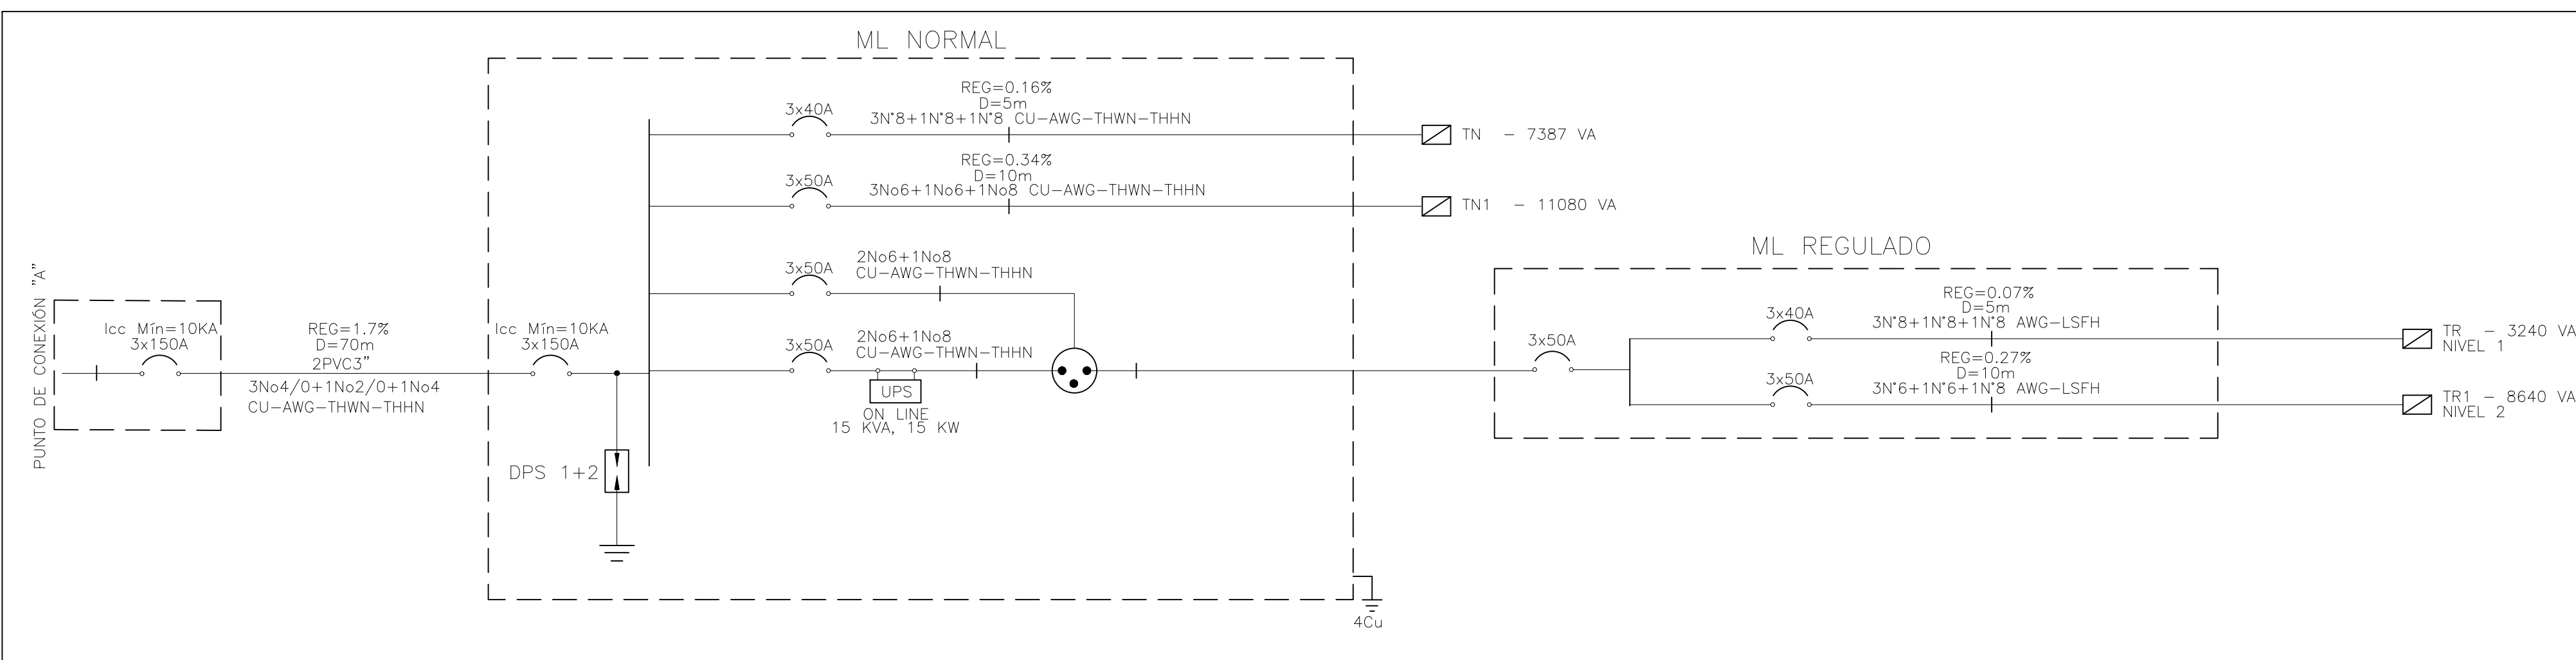 ML NORMAL
PUNTO DE CONEXIÓN "A"
Icc Mín=10KA
3x150A
REG=1.7%
D=70m
2PVC3"
3No4/0+1No2/0+1No4
CU-AWG-THWN-THHN
Icc Mín=10KA
3x150A
DPS 1+2
3x40A
REG=0.16%
D=5m
3N°8+1N°8+1N°8 CU-AWG-THWN-THHN
TN - 7387 VA
3x50A
REG=0.34%
D=10m
3No6+1No6+1No8 CU-AWG-THWN-THHN
TN1 - 11080 VA
3x50A
2No6+1No8
CU-AWG-THWN-THHN
3x50A
2No6+1No8
CU-AWG-THWN-THHN
UPS
ON LINE
15 KVA, 15 KW
4Cu
ML REGULADO
3x50A
3x40A
REG=0.07%
D=5m
3N°8+1N°8+1N°8 AWG-LSFH
TR - 3240 VA
NIVEL 1
3x50A
REG=0.27%
D=10m
3N°6+1N°6+1N°8 AWG-LSFH
TR1 - 8640 VA
NIVEL 2